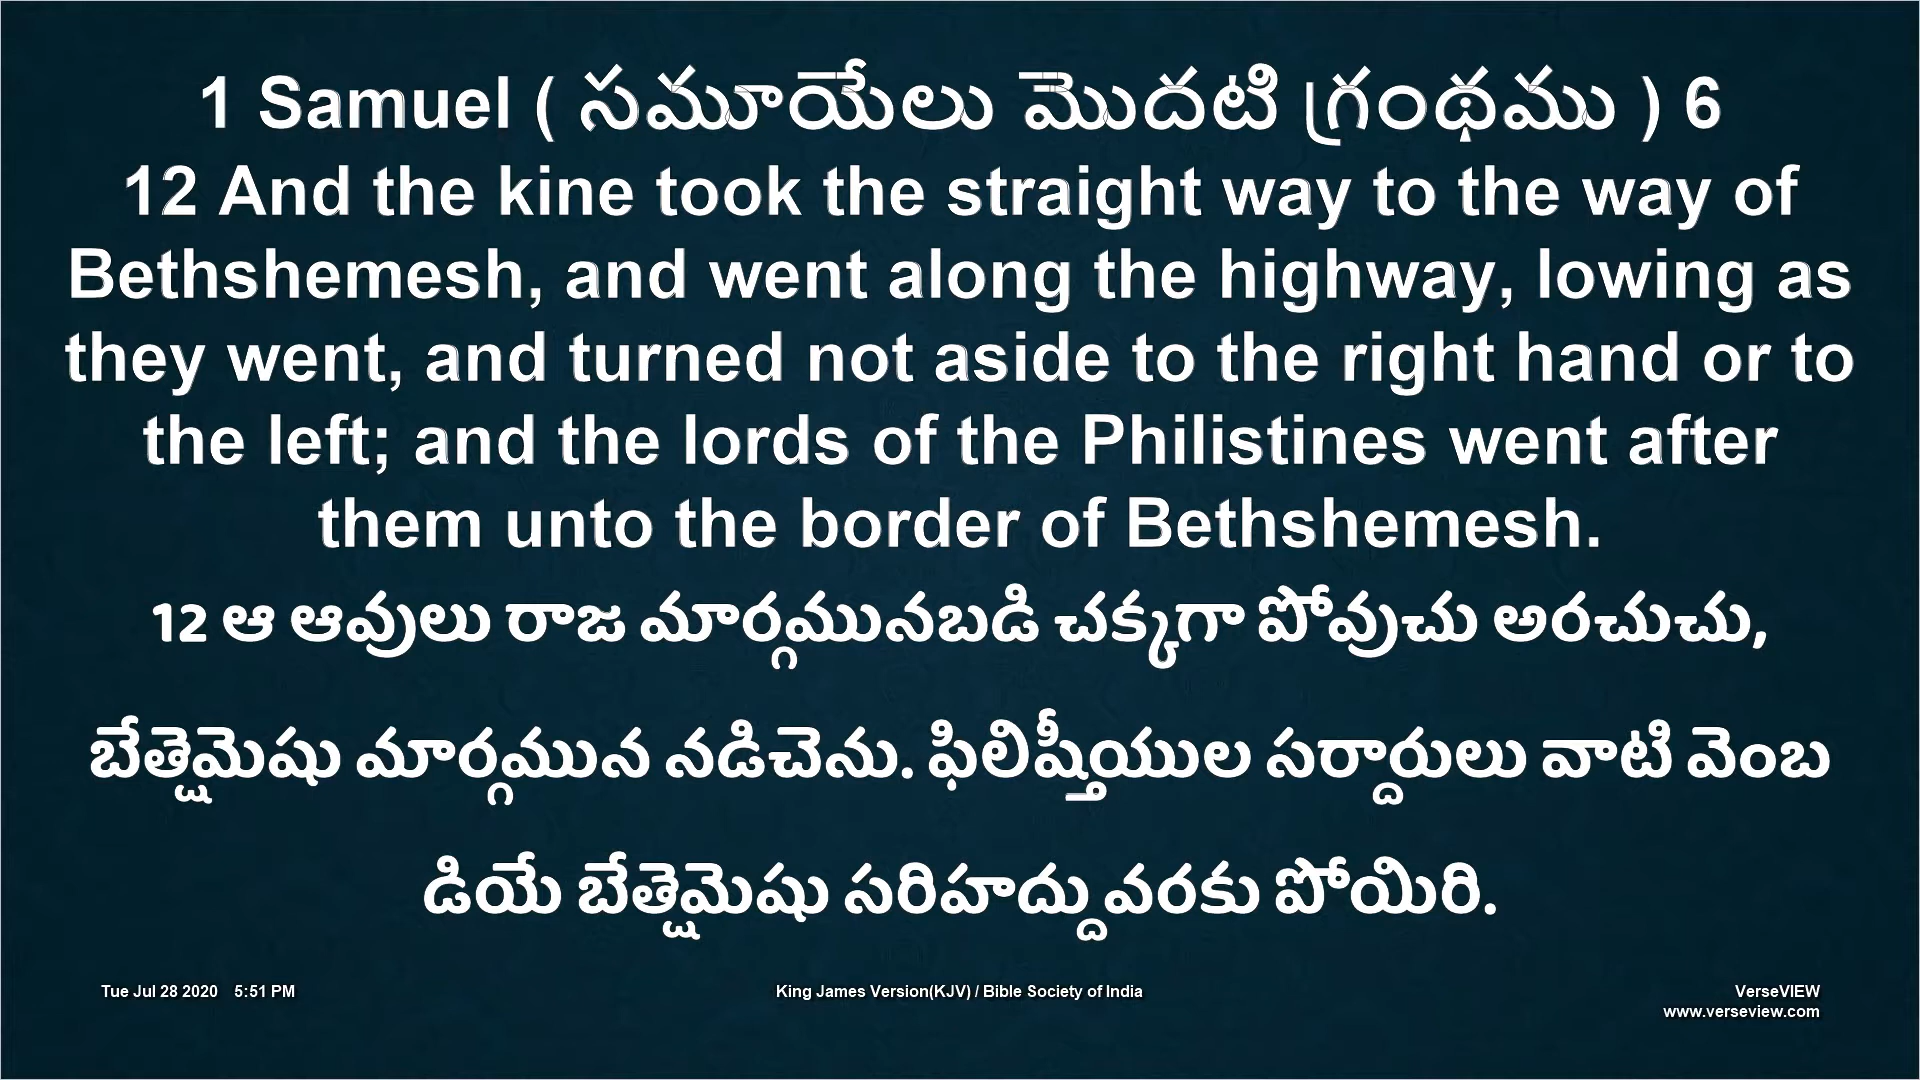 1 Samuel ( సమూయేలు మొదటి గ్రంథము ) 6
12 And the kine took the straight way to the way of
Bethshemesh, and went along the highway, lowing as
they went, and turned not aside to the right hand or to
the left; and the lords of the Philistines went after
them unto the border of Bethshemesh.
12 ఆ ఆవులు రాజ మార్గమునబడి చక్కగా పోవుచు అరచుచు,
బేత్షెమెషు మార్గమున నడిచెను. ఫిలిష్తీయుల సర్దారులు వాటి వెంబ
డియే బేత్షెమెషు సరిహద్దువరకు పోయిరి.
Tue Jul 28 2020 5:51 PM
King James Version(KJV) / Bible Society of India
VerseVIEW
www.verseview.com